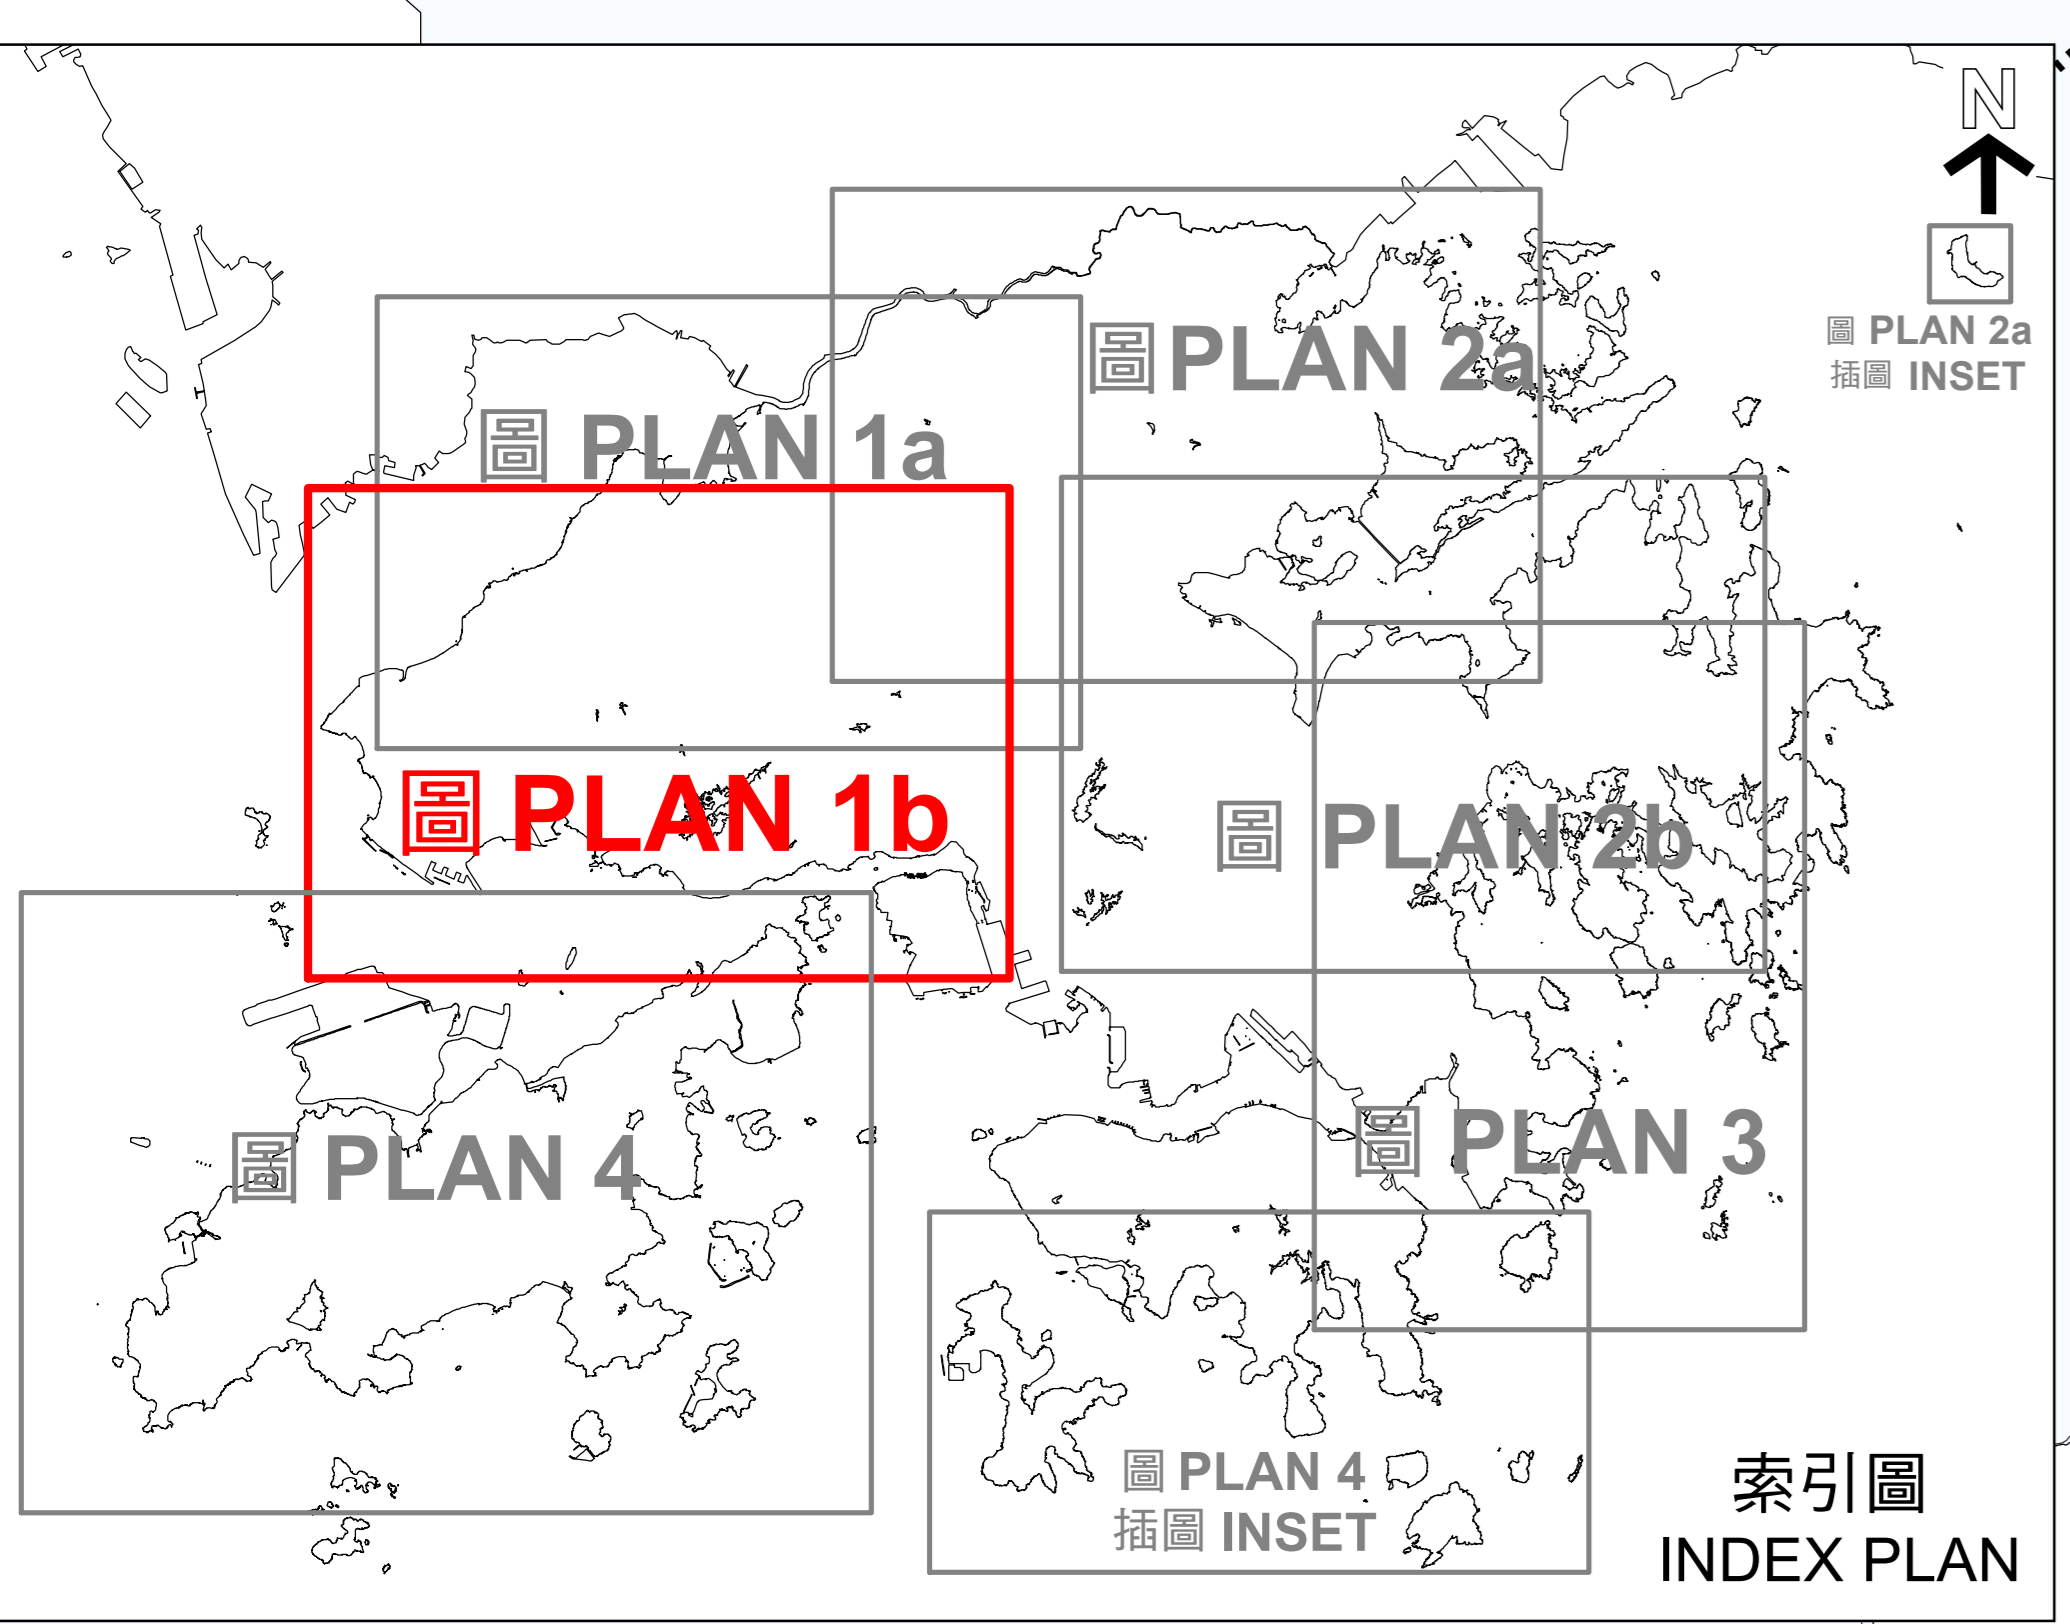 N
圖 PLAN 2a
插圖 INSET
圖 PLAN 2a
圖 PLAN 1a
圖 PLAN 1b
圖 PLAN 2b
圖 PLAN 3
圖 PLAN 4
圖 PLAN 4
插圖 INSET
索引圖
INDEX PLAN